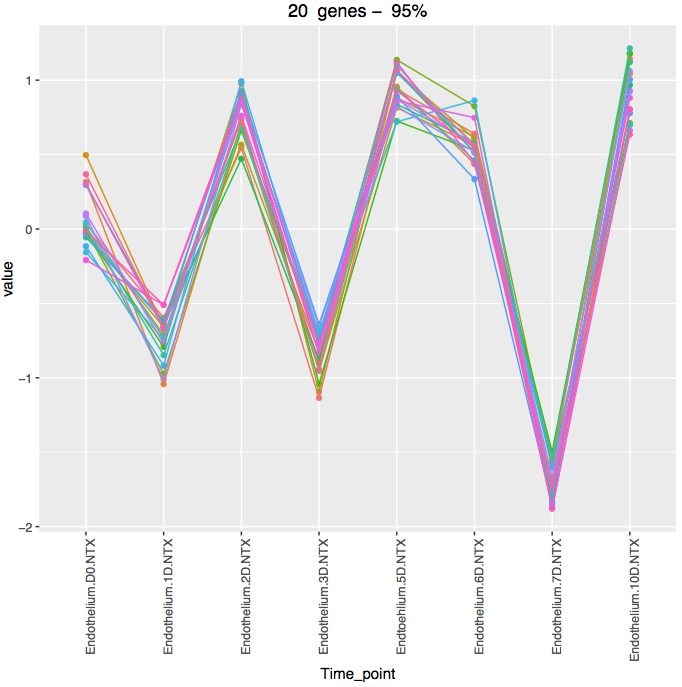 20 genes – 95%
value
1
0
−1
−2
Endothelium.D0.NTX
Endothelium.1D.NTX
Endothelium.2D.NTX
Endothelium.3D.NTX
Endtoehlium.5D.NTX
Endothelium.6D.NTX
Endothelium.7D.NTX
Endothelium.10D.NTX
Time_point